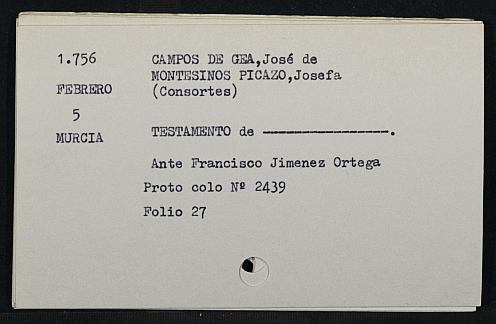 1.756
FEBRERO
5
MURCIA
CAMPOS DE GEA,José de
MONTESINOS PICAZO,Josefa
(Consortes)
TESTAMENTO de ————————.
Ante Francisco Jimenez Ortega
Proto colo Nº 2439
Folio 27